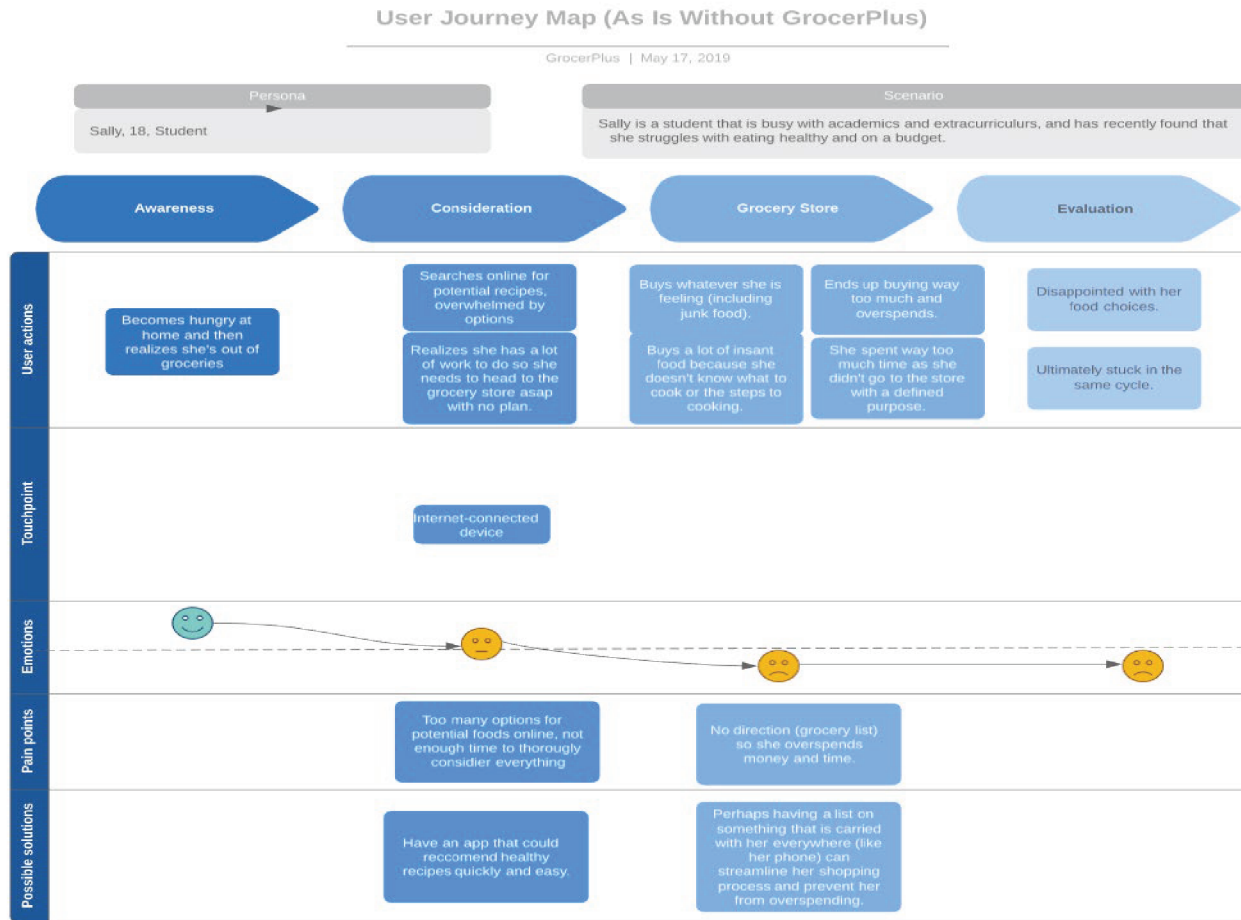 User Journey Map (As Is Without GrocerPlus)
GrocerPlus | May 17, 2019
Persona
Sally, 18, Student
Scenario
Sally is a student that is busy with academics and extracurriculurs, and has recently found that
she struggles with eating healthy and on a budget.
Awareness
Consideration
Grocery Store
Evaluation
User actions
Becomes hungry at
home and then
realizes she's out of
groceries
Searches online for
potential recipes,
overwhelmed by
options
Realizes she has a lot
of work to do so she
needs to head to the
grocery store asap
with no plan.
Buys whatever she is
feeling (including
junk food).
Buys a lot of insant
food because she
doesn't know what to
cook or the steps to
cooking.
Ends up buying way
too much and
overspends.
She spent way too
much time as she
didn't go to the store
with a defined
purpose.
Disappointed with her
food choices.
Ultimately stuck in the
same cycle.
Touchpoint
Internet-connected
device
Emotions
Pain points
Too many options for
potential foods online, not
enough time to thorougly
considier everything
No direction (grocery list)
so she overspends
money and time.
Possible solutions
Have an app that could
reccomend healthy
recipes quickly and easy.
Perhaps having a list on
something that is carried
with her everywhere (like
her phone) can
streamline her shopping
process and prevent her
from overspending.